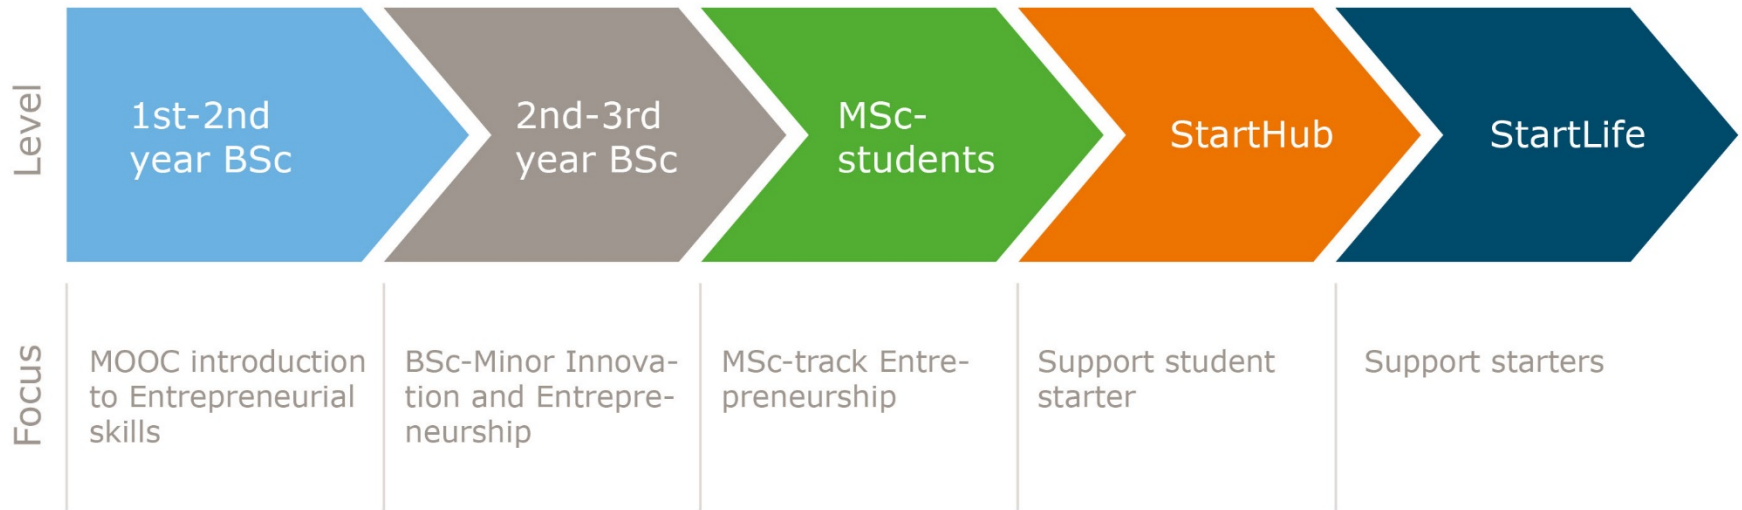 Level
1st-2nd
year BSc
2nd-3rd
year BSc
MSc-
students
StartHub
StartLife
Focus
MOOC introduction
to Entrepreneurial
skills
BSc-Minor Innova-
tion and Entrepre-
neurship
MSc-track Entre-
preneurship
Support student
starter
Support starters